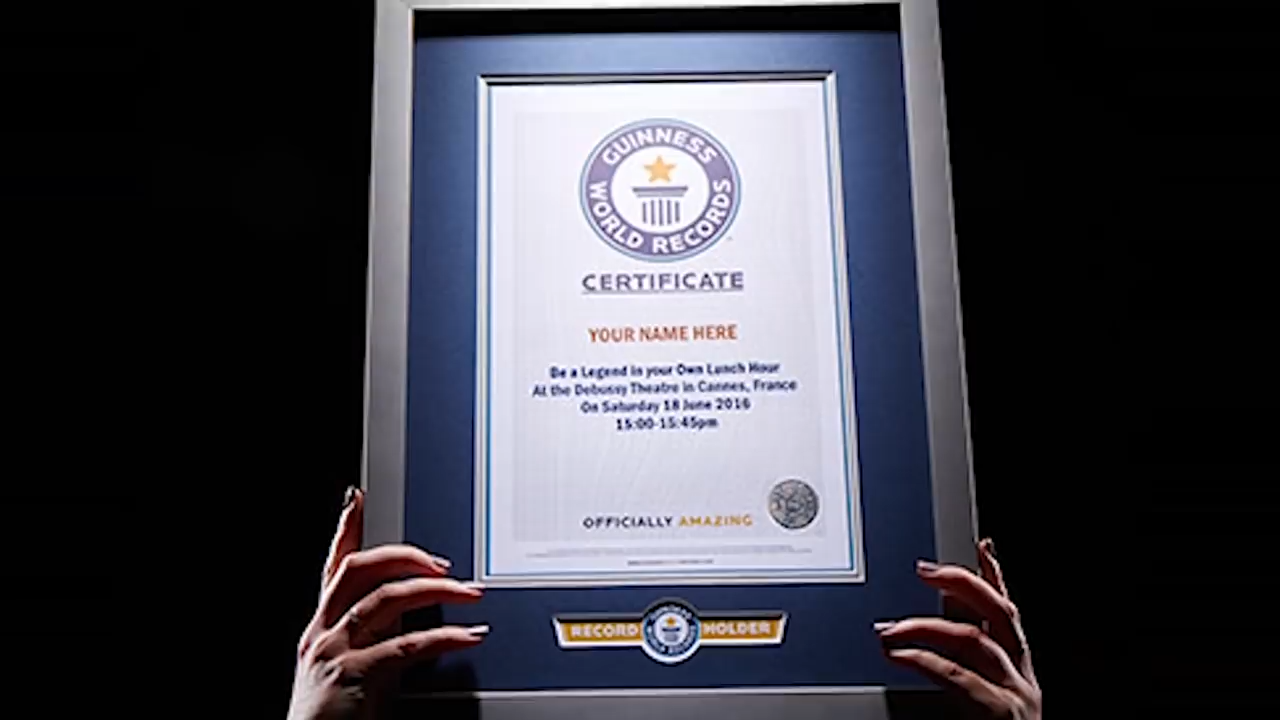 GUINNESS
WORLD RECORDS
CERTIFICATE
YOUR NAME HERE
Be a Legend in your Own Lunch Hour
At the Debussy Theatre in Cannes, France
On Saturday 18 June 2016
15:00-15:45pm
OFFICIALLY AMAZING
RECORD HOLDER